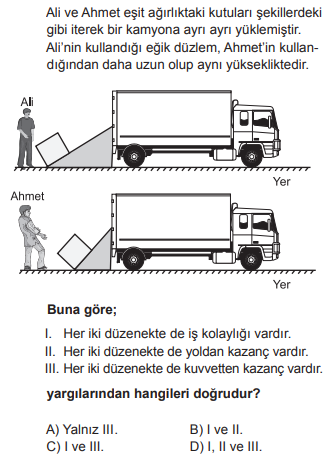 Ali ve Ahmet eşit ağırlıktaki kutuları şekillerdeki
gibi iterek bir kamyona ayrı ayrı yüklemiştir.
Ali'nin kullandığı eğik düzlem, Ahmet'in kullan-
dığından daha uzun olup aynı yüksekliktedir.
Ali
Yer
Ahmet
Yer
Buna göre;
I. Her iki düzenekte de iş kolaylığı vardır.
II. Her iki düzenekte de yoldan kazanç vardır.
III. Her iki düzenekte de kuvvetten kazanç vardır.
yargılarından hangileri doğrudur?
A) Yalnız III. B) I ve II.
C) I ve III. D) I, II ve III.